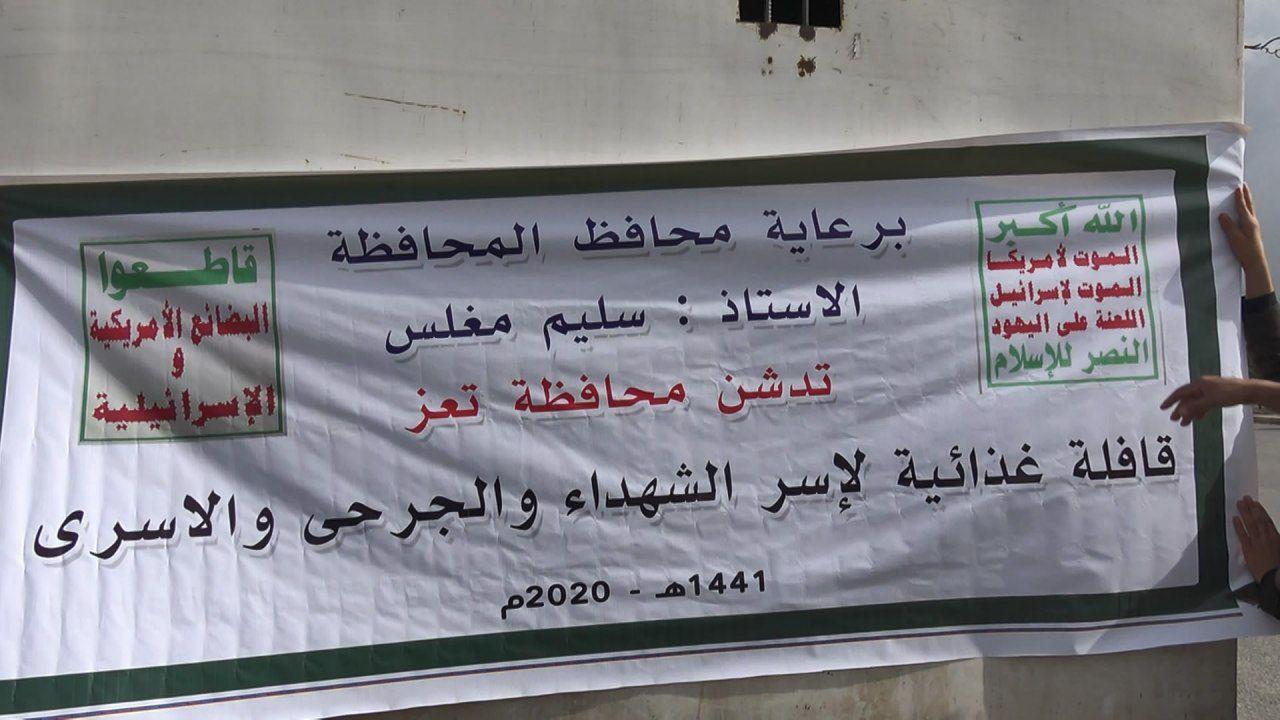 الله أكبر
الموت لأمريكا
الموت لإسرائيل
اللعنة على اليهود
النصر للإسلام
برعاية محافظ المحافظة
الاستاذ : سليم مغلس
تدشن محافظة تعز
قافلة غذائية لإسر الشهداء والجرحى والاسرى
1441هـ - 2020م
قاطعوا
البضائع الأمريكية
و
الإسرائيلية